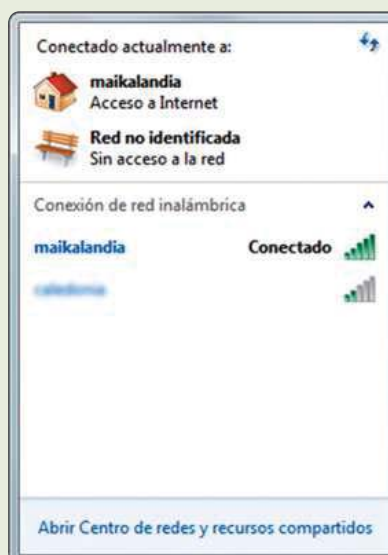 Conectado actualmente a:
maikalandia
Acceso a Internet
Red no identificada
Sin acceso a la red
Conexión de red inalámbrica
maikalandia Conectado
Abrir Centro de redes y recursos compartidos